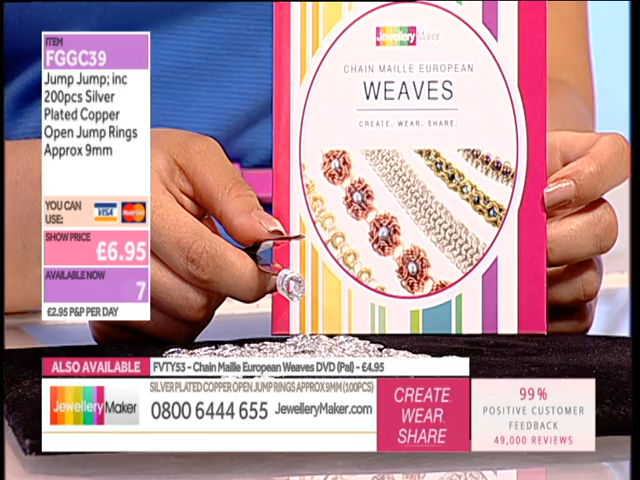 ITEM
FGGC39
Jump Jump; inc
200pcs Silver
Plated Copper
Open Jump Rings
Approx 9mm
YOU CAN
USE:
VISA
MasterCard
SHOW PRICE
£6.95
AVAILABLE NOW
7
£2.95 P&P PER DAY
JewelleryMaker
CHAIN MAILLE EUROPEAN
WEAVES
CREATE. WEAR. SHARE.
ALSO AVAILABLE
FVTY53 - Chain Maille European Weaves DVD (Pal) - £4.95
JewelleryMaker
SILVER PLATED COPPER OPEN JUMP RINGS APPROX 9MM (100PCS)
0800 6444 655 JewelleryMaker.com
CREATE.
WEAR.
SHARE
99%
POSITIVE CUSTOMER
FEEDBACK
49,000 REVIEWS